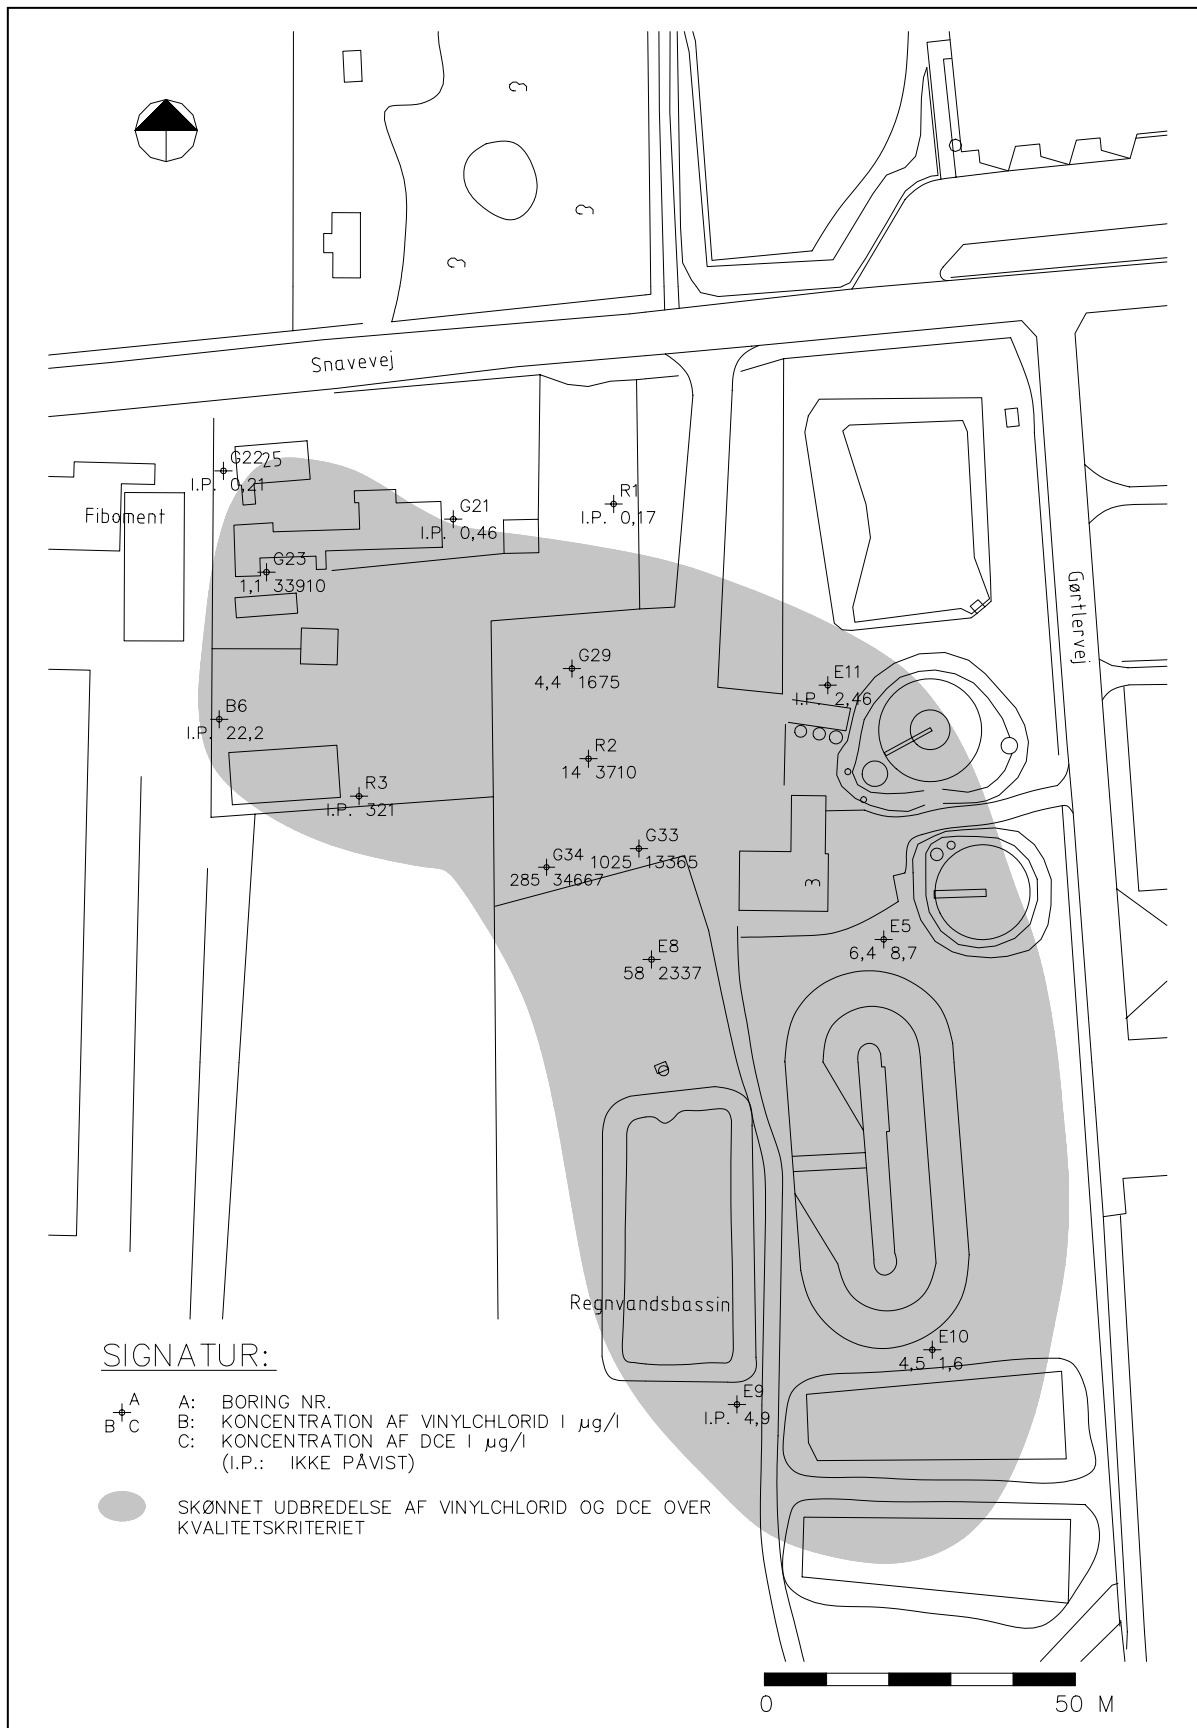 Snavevej
G22
25
I.P. 0,21
Fiboment
G21
I.P. 0,46
R1
I.P. 0,17
G23
1,1 33910
Gørtlervej
G29
4,4 1675
E11
I.P. 2,46
B6
I.P. 22,2
R2
14 3710
R3
I.P. 321
G33
1025 13365
G34
285 34667
E5
6,4 8,7
E8
58 2337
Regnvandsbassin
E10
4,5 1,6
E9
I.P. 4,9
SIGNATUR:
A
B C
A: BORING NR.
B: KONCENTRATION AF VINYLCHLORID I µg/l
C: KONCENTRATION AF DCE I µg/l
(I.P.: IKKE PÅVIST)
SKØNNET UDBREDELSE AF VINYLCHLORID OG DCE OVER
KVALITETSKRITERIET
0 50 M